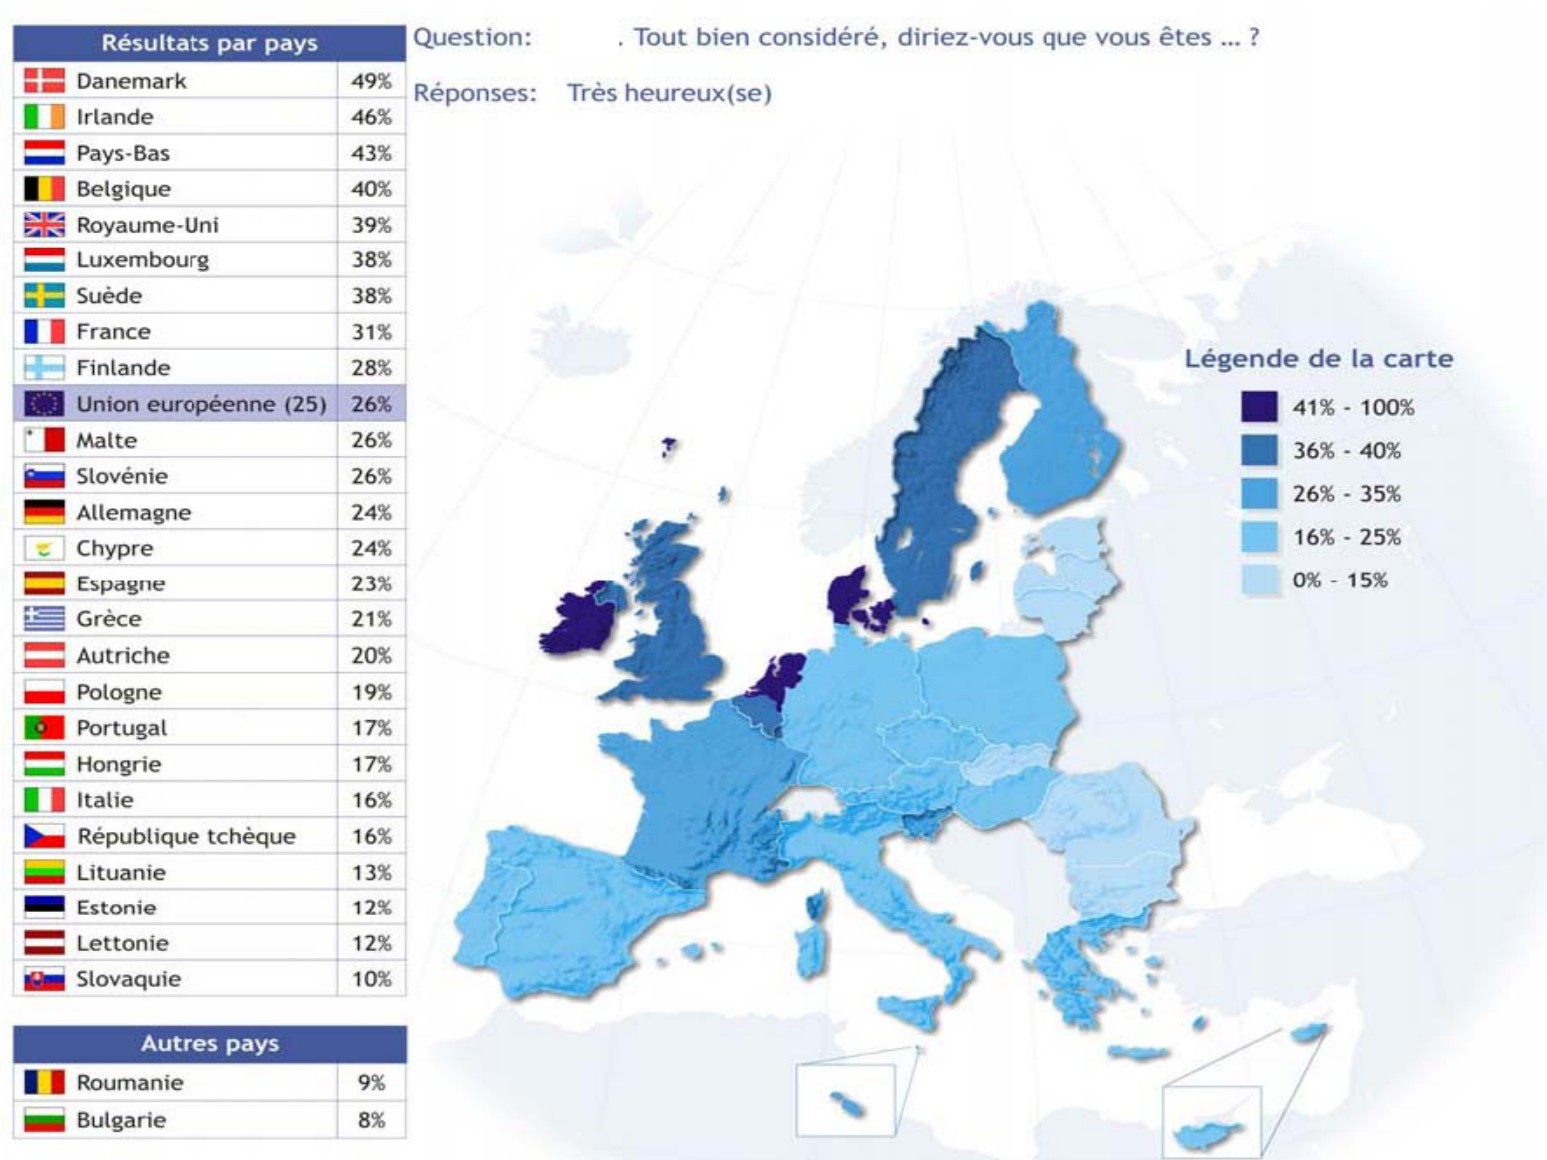 Résultats par pays
Danemark 49%
Irlande 46%
Pays-Bas 43%
Belgique 40%
Royaume-Uni 39%
Luxembourg 38%
Suède 38%
France 31%
Finlande 28%
Union européenne (25) 26%
Malte 26%
Slovénie 26%
Allemagne 24%
Chypre 24%
Espagne 23%
Grèce 21%
Autriche 20%
Pologne 19%
Portugal 17%
Hongrie 17%
Italie 16%
République tchèque 16%
Lituanie 13%
Estonie 12%
Lettonie 12%
Slovaquie 10%
Autres pays
Roumanie 9%
Bulgarie 8%
Question: . Tout bien considéré, diriez-vous que vous êtes ... ?
Réponses: Très heureux(se)
Légende de la carte
41% - 100%
36% - 40%
26% - 35%
16% - 25%
0% - 15%